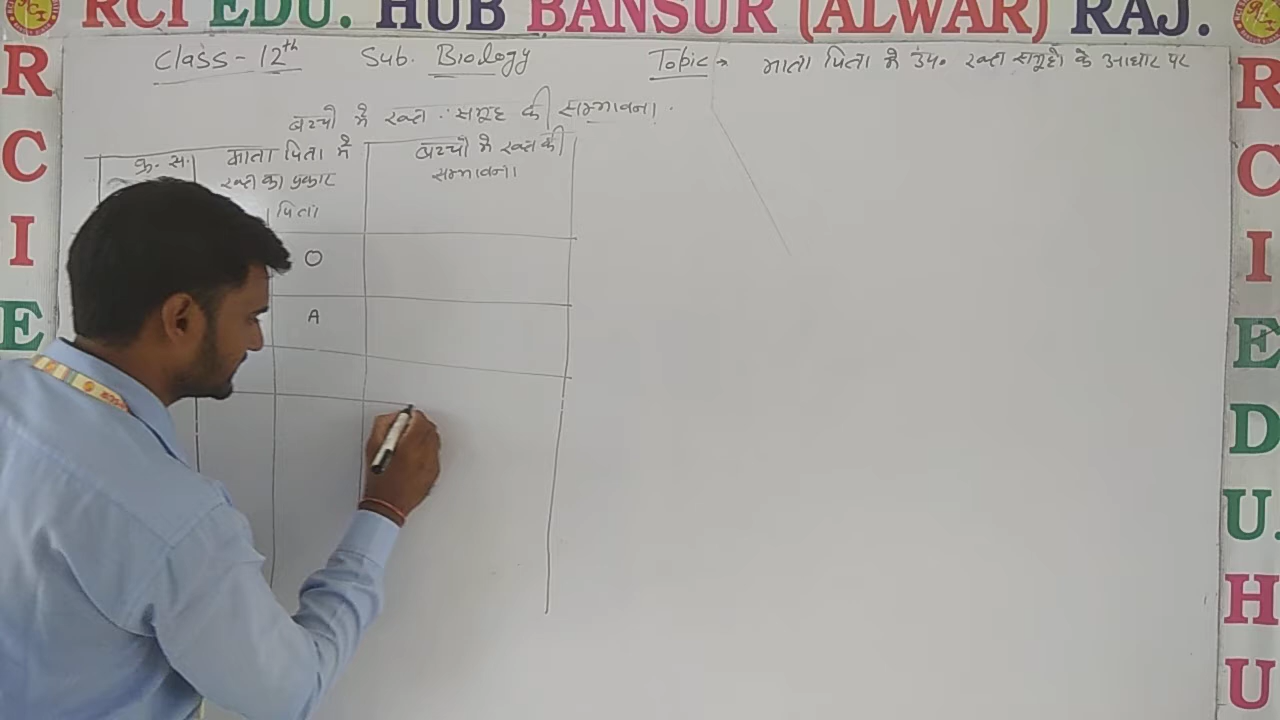 RCI EDU. HUB BANSUR (ALWAR) RAJ.
Class - 12th Sub. Biology Topic → माता पिता मे उप॰ रक्त समूहो के आधार पर
बच्चो मे रक्त समूह की सम्भावना.
क्र. स. माता पिता मे बच्चो मे रक्त की
रक्त का प्रकार सम्भावना
पिता
O
A
R
C
I
E
R
C
I
E
D
U.
H
U